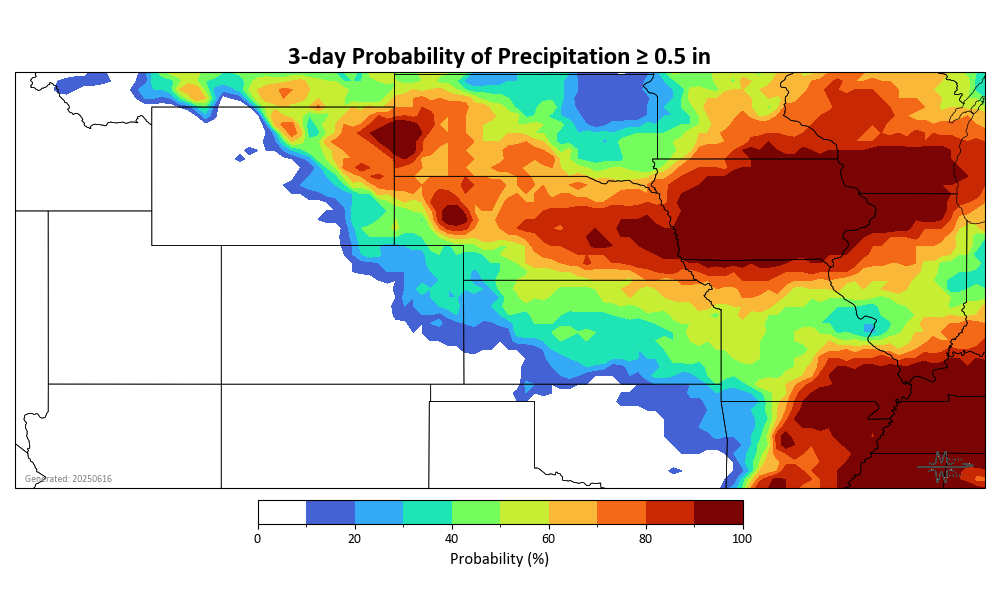 3-day Probability of Precipitation ≥ 0.5 in
Generated: 20250616
0 20 40 60 80 100
Probability (%)